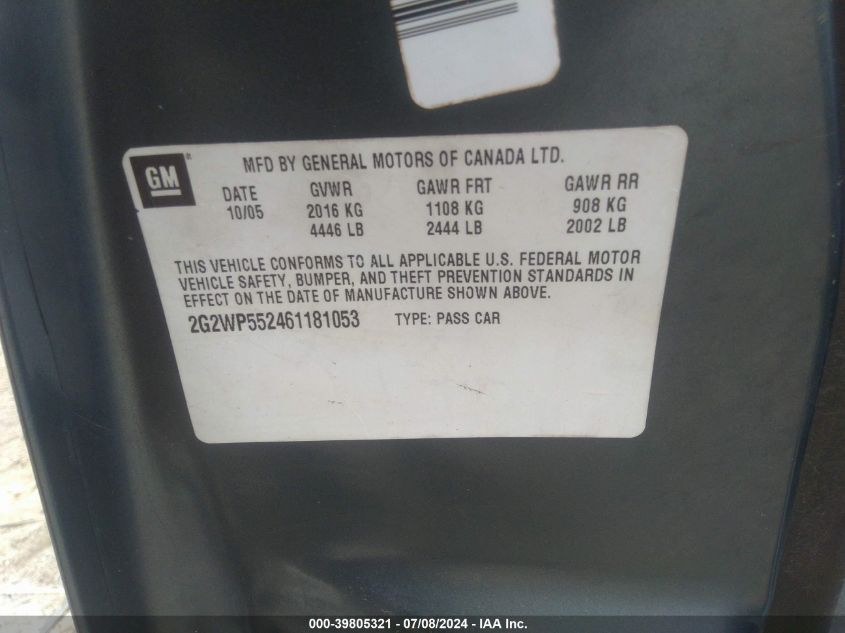 GM
MFD BY GENERAL MOTORS OF CANADA LTD.
DATE GVWR GAWR FRT GAWR RR
10/05 2016 KG 1108 KG 908 KG
4446 LB 2444 LB 2002 LB
THIS VEHICLE CONFORMS TO ALL APPLICABLE U.S. FEDERAL MOTOR
VEHICLE SAFETY, BUMPER, AND THEFT PREVENTION STANDARDS IN
EFFECT ON THE DATE OF MANUFACTURE SHOWN ABOVE.
2G2WP552461181053 TYPE: PASS CAR
000-39805321 - 07/08/2024 - IAA Inc.